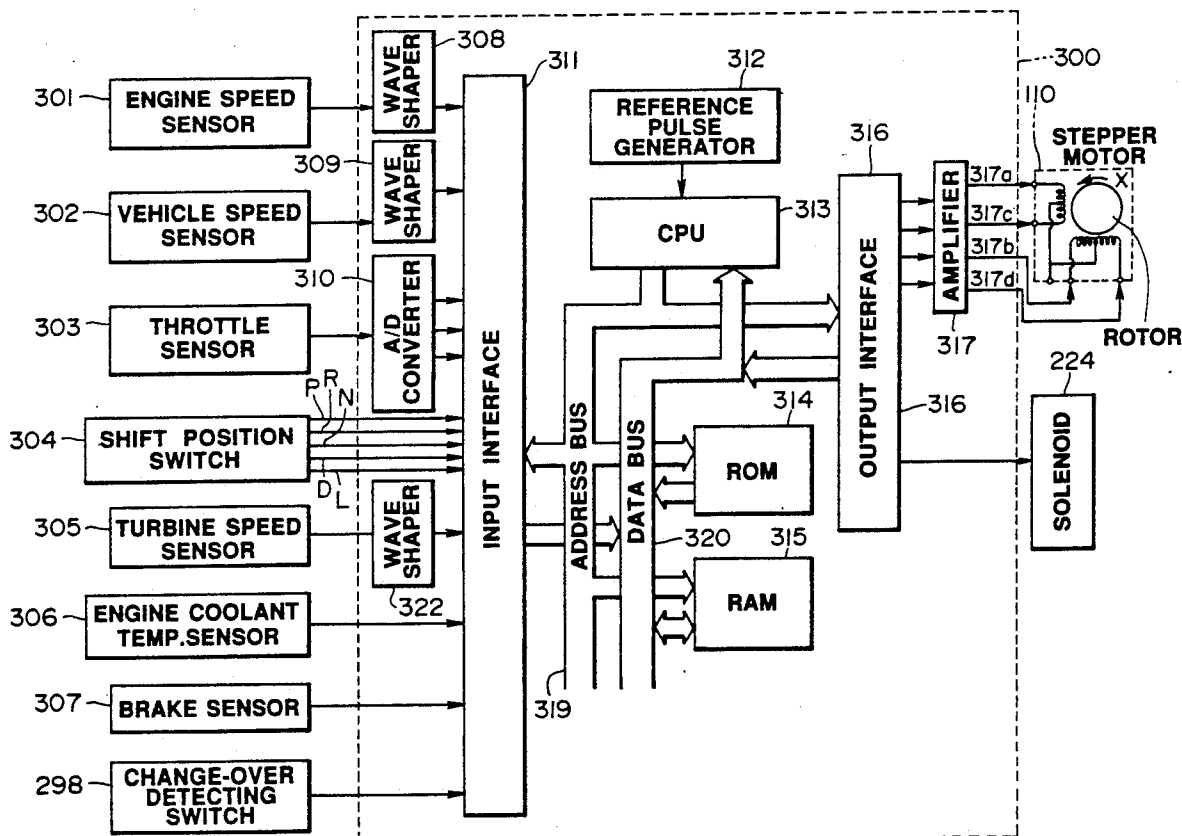 308
WAVE
SHAPER
311
312
300
301
ENGINE SPEED
SENSOR
REFERENCE
PULSE
GENERATOR
110
STEPPER
MOTOR
X
309
WAVE
SHAPER
316
317a
317c
317b
317d
302
VEHICLE SPEED
SENSOR
313
CPU
AMPLIFIER
317
ROTOR
310
A/D
CONVERTER
303
THROTTLE
SENSOR
INPUT INTERFACE
OUTPUT INTERFACE
316
224
SOLENOID
P
R
N
D
L
304
SHIFT POSITION
SWITCH
ADDRESS BUS
DATA BUS
314
ROM
305
TURBINE SPEED
SENSOR
WAVE
SHAPER
322
320
315
RAM
306
ENGINE COOLANT
TEMP.SENSOR
307
BRAKE SENSOR
319
298
CHANGE-OVER
DETECTING
SWITCH